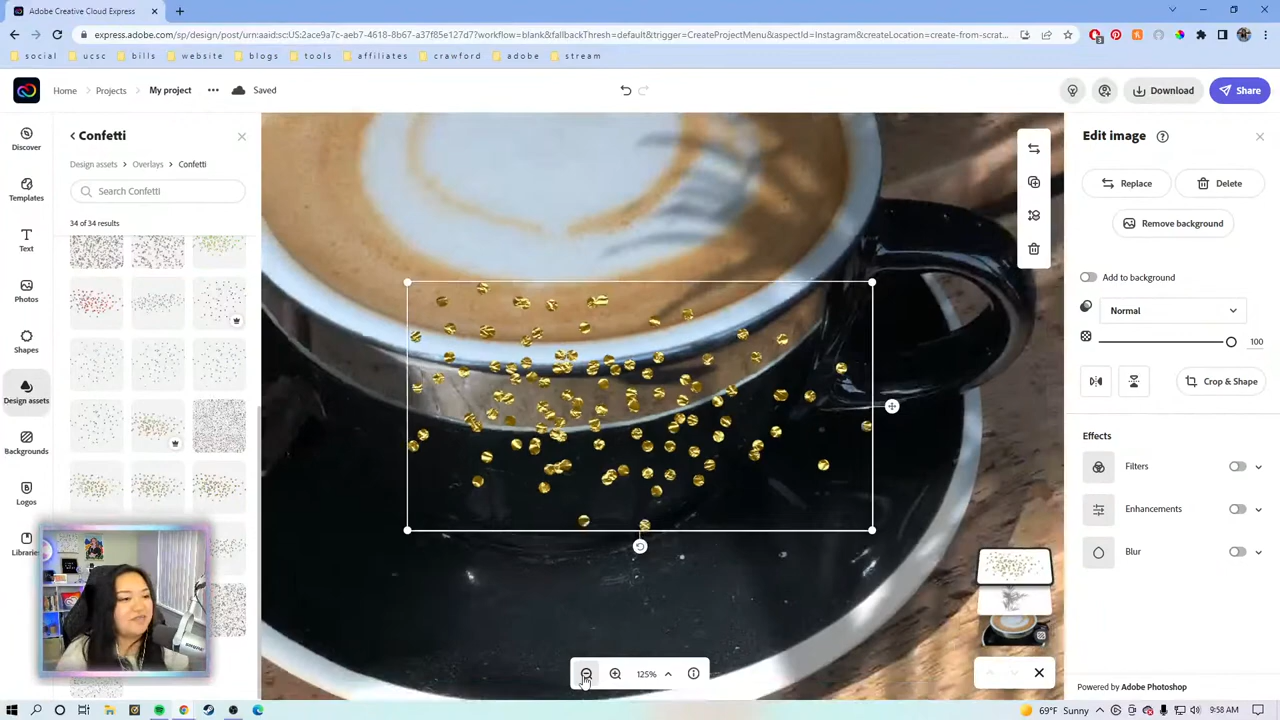 Adobe Creative Cloud Express
express.adobe.com/sp/design/post/urn:aaid:sc:US:2ace9a7c-aeb7-4618-8b67-a37f85e127d7?workflow=blank&fallbackThresh=default&trigger=CreateProjectMenu&aspectId=Instagram&createLocation=create-from-scrat...
3
social
ucsc
bills
website
blogs
tools
affiliates
crawford
adobe
stream
Home
Projects
My project
Saved
Download
Share
Discover
Templates
Text
Photos
Shapes
Design assets
Backgrounds
Logos
Libraries
Confetti
Design assets > Overlays > Confetti
Search Confetti
34 of 34 results
125%
Edit image
Replace
Delete
Remove background
Add to background
Normal
100
Crop & Shape
Effects
Filters
Enhancements
Blur
Powered by Adobe Photoshop
69°F Sunny
9:58 AM